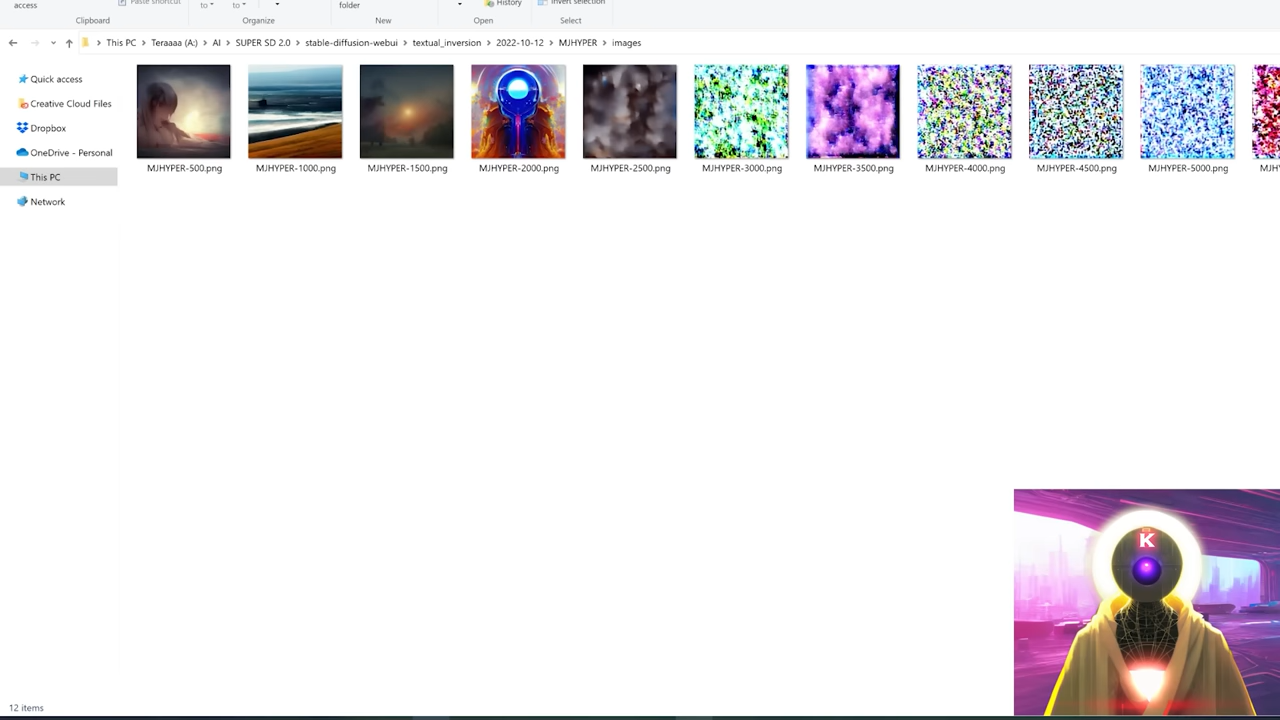 access
Paste shortcut
to
to
folder
History
Invert selection
Clipboard
Organize
New
Open
Select
This PC > Teraaaa (A:) > AI > SUPER SD 2.0 > stable-diffusion-webui > textual_inversion > 2022-10-12 > MJHYPER > images
Quick access
Creative Cloud Files
Dropbox
OneDrive - Personal
This PC
Network
MJHYPER-500.png
MJHYPER-1000.png
MJHYPER-1500.png
MJHYPER-2000.png
MJHYPER-2500.png
MJHYPER-3000.png
MJHYPER-3500.png
MJHYPER-4000.png
MJHYPER-4500.png
MJHYPER-5000.png
MJH
K
12 items